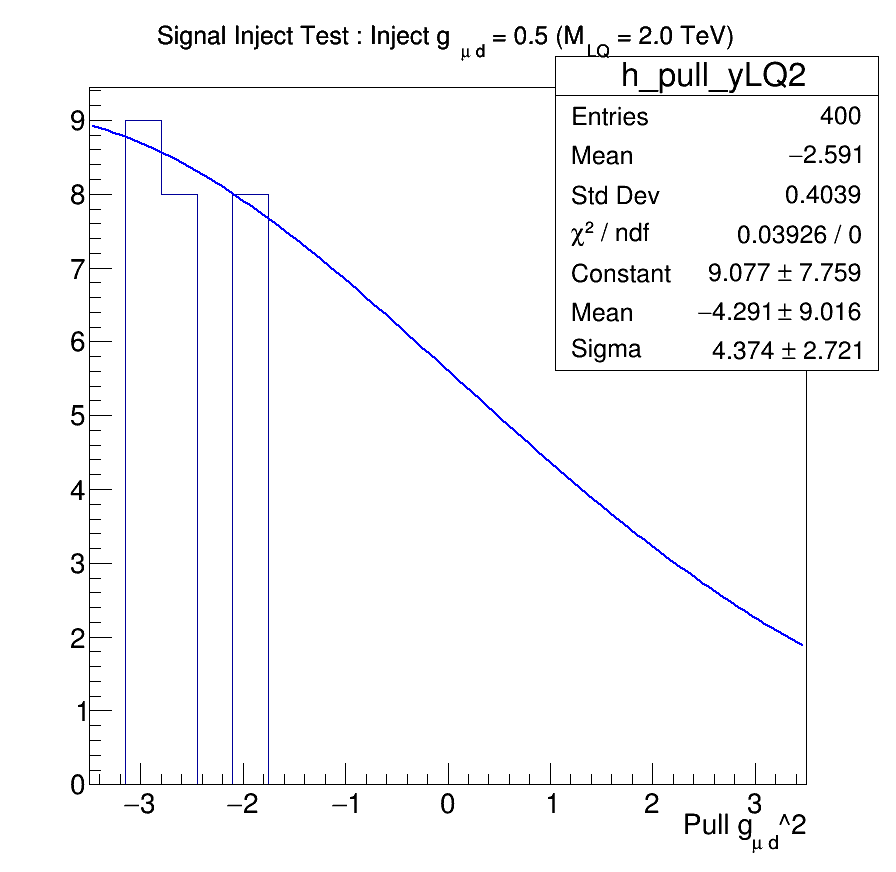 Signal Inject Test : Inject g μ d = 0.5 (M LQ = 2.0 TeV)
h_pull_yLQ2
Entries 400
Mean −2.591
Std Dev 0.4039
χ² / ndf 0.03926 / 0
Constant 9.077 ± 7.759
Mean −4.291 ± 9.016
Sigma 4.374 ± 2.721
9
8
7
6
5
4
3
2
1
0
−3 −2 −1 0 1 2 3
Pull g μ d ^2